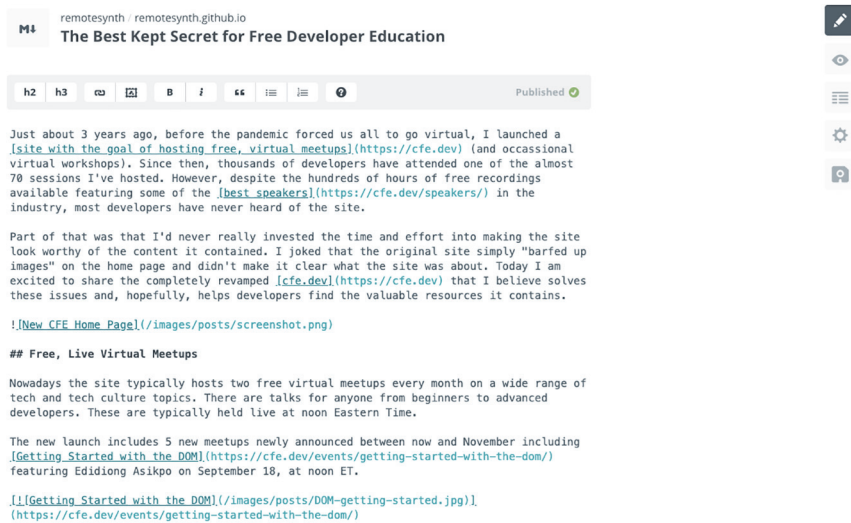 M↓
remotesynth / remotesynth.github.io
The Best Kept Secret for Free Developer Education
h2 h3 B i “ ?
Published
Just about 3 years ago, before the pandemic forced us all to go virtual, I launched a
[site with the goal of hosting free, virtual meetups](https://cfe.dev) (and occassional
virtual workshops). Since then, thousands of developers have attended one of the almost
70 sessions I've hosted. However, despite the hundreds of hours of free recordings
available featuring some of the [best speakers](https://cfe.dev/speakers/) in the
industry, most developers have never heard of the site.
Part of that was that I'd never really invested the time and effort into making the site
look worthy of the content it contained. I joked that the original site simply "barfed up
images" on the home page and didn't make it clear what the site was about. Today I am
excited to share the completely revamped [cfe.dev](https://cfe.dev) that I believe solves
these issues and, hopefully, helps developers find the valuable resources it contains.
![New CFE Home Page](/images/posts/screenshot.png)
## Free, Live Virtual Meetups
Nowadays the site typically hosts two free virtual meetups every month on a wide range of
tech and tech culture topics. There are talks for anyone from beginners to advanced
developers. These are typically held live at noon Eastern Time.
The new launch includes 5 new meetups newly announced between now and November including
[Getting Started with the DOM](https://cfe.dev/events/getting-started-with-the-dom/)
featuring Edidiong Asikpo on September 18, at noon ET.
[![Getting Started with the DOM](/images/posts/DOM-getting-started.jpg)]
(https://cfe.dev/events/getting-started-with-the-dom/)